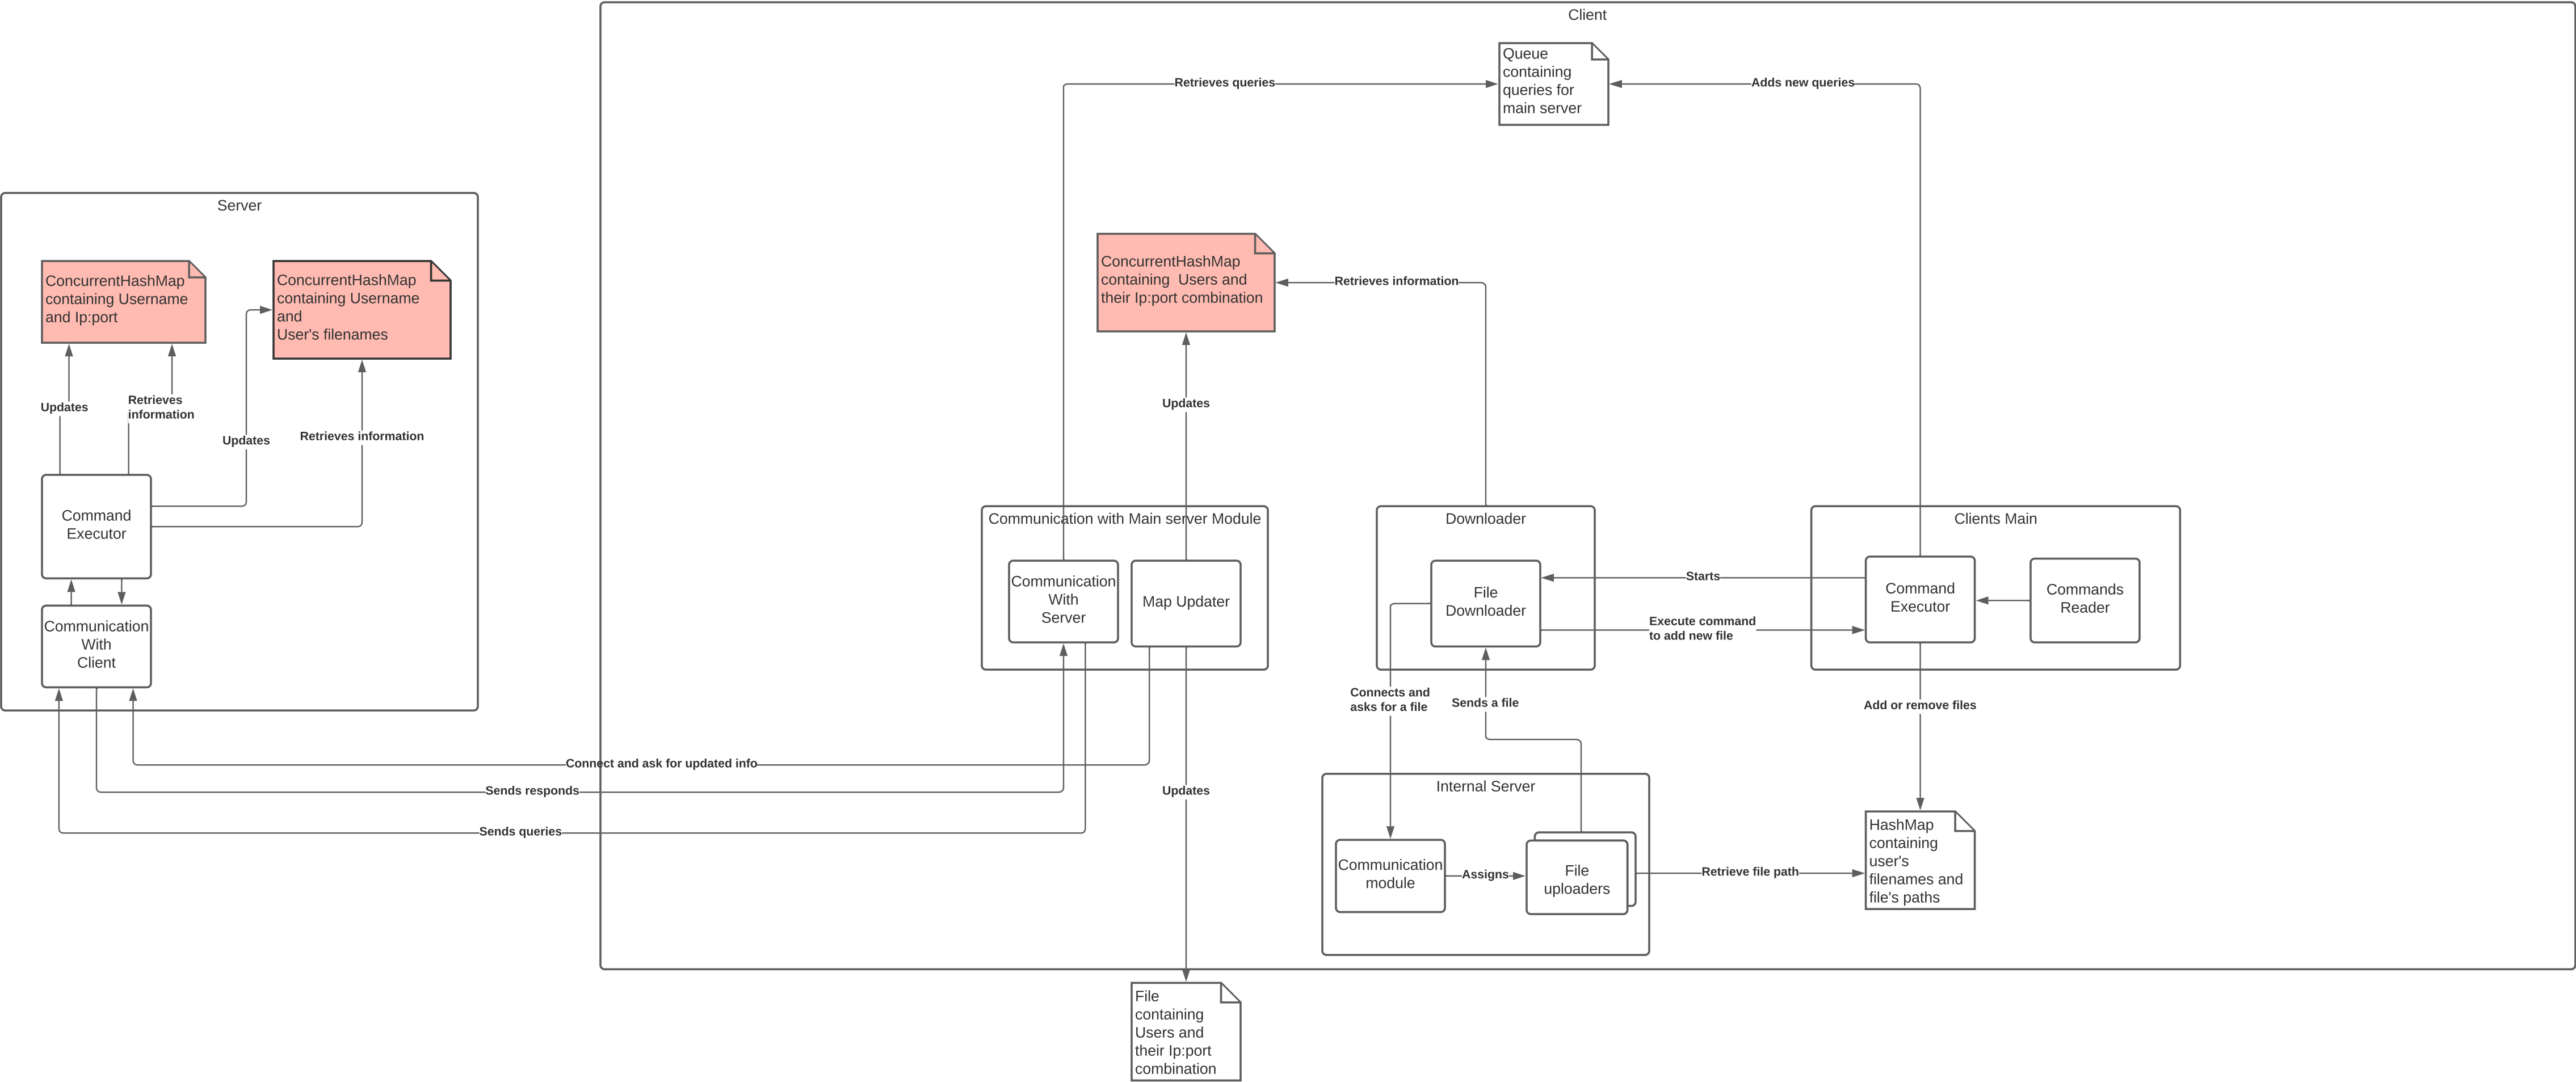 Client
Queue
containing
queries for
main server
Retrieves queries
Adds new queries
Server
ConcurrentHashMap
containing Username
and Ip:port
ConcurrentHashMap
containing Username
and
User's filenames
ConcurrentHashMap
containing  Users and
their Ip:port combination
Retrieves information
Updates
Retrieves
information
Updates
Retrieves information
Updates
Command
Executor
Communication
With
Client
Communication with Main server Module
Communication
With
Server
Map Updater
Downloader
File
Downloader
Clients Main
Command
Executor
Commands
Reader
Starts
Execute command
to add new file
Connects and
asks for a file
Sends a file
Add or remove files
Connect and ask for updated info
Sends responds
Sends queries
Updates
Internal Server
Communication
module
Assigns
File
uploaders
Retrieve file path
HashMap
containing
user's
filenames and
file's paths
File
containing
Users and
their Ip:port
combination